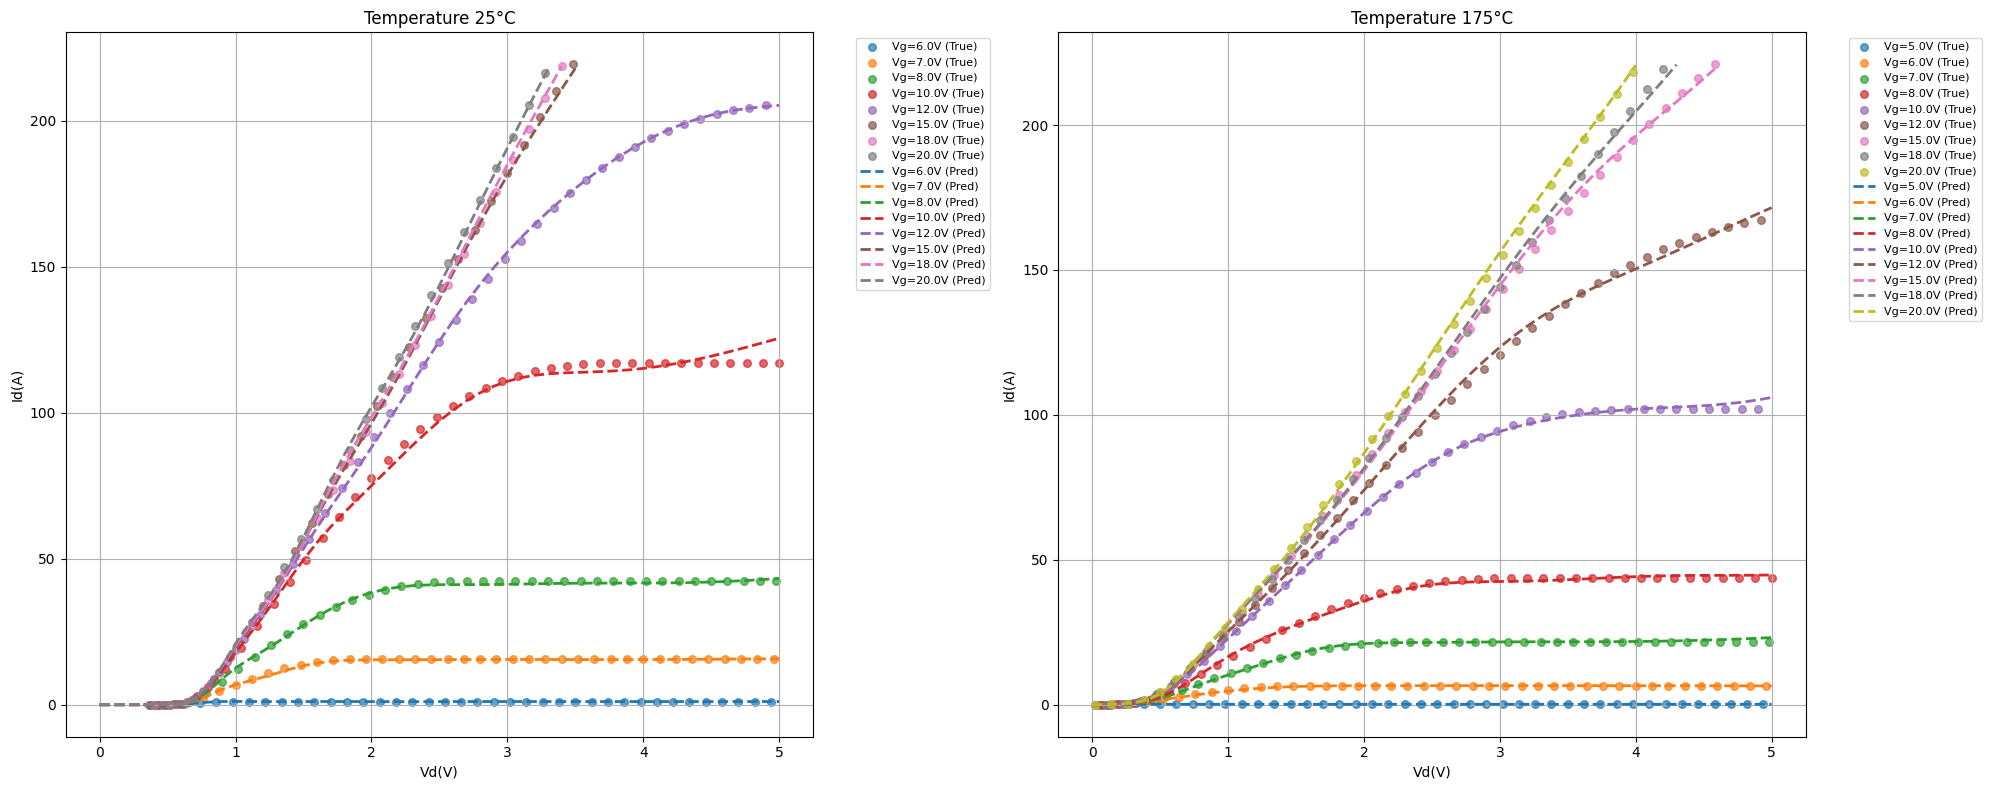 Temperature 25°C
Id(A)
200
150
100
50
0
0 1 2 3 4 5
Vd(V)
Vg=6.0V (True)
Vg=7.0V (True)
Vg=8.0V (True)
Vg=10.0V (True)
Vg=12.0V (True)
Vg=15.0V (True)
Vg=18.0V (True)
Vg=20.0V (True)
Vg=6.0V (Pred)
Vg=7.0V (Pred)
Vg=8.0V (Pred)
Vg=10.0V (Pred)
Vg=12.0V (Pred)
Vg=15.0V (Pred)
Vg=18.0V (Pred)
Vg=20.0V (Pred)
Temperature 175°C
Id(A)
200
150
100
50
0
0 1 2 3 4 5
Vd(V)
Vg=5.0V (True)
Vg=6.0V (True)
Vg=7.0V (True)
Vg=8.0V (True)
Vg=10.0V (True)
Vg=12.0V (True)
Vg=15.0V (True)
Vg=18.0V (True)
Vg=20.0V (True)
Vg=5.0V (Pred)
Vg=6.0V (Pred)
Vg=7.0V (Pred)
Vg=8.0V (Pred)
Vg=10.0V (Pred)
Vg=12.0V (Pred)
Vg=15.0V (Pred)
Vg=18.0V (Pred)
Vg=20.0V (Pred)